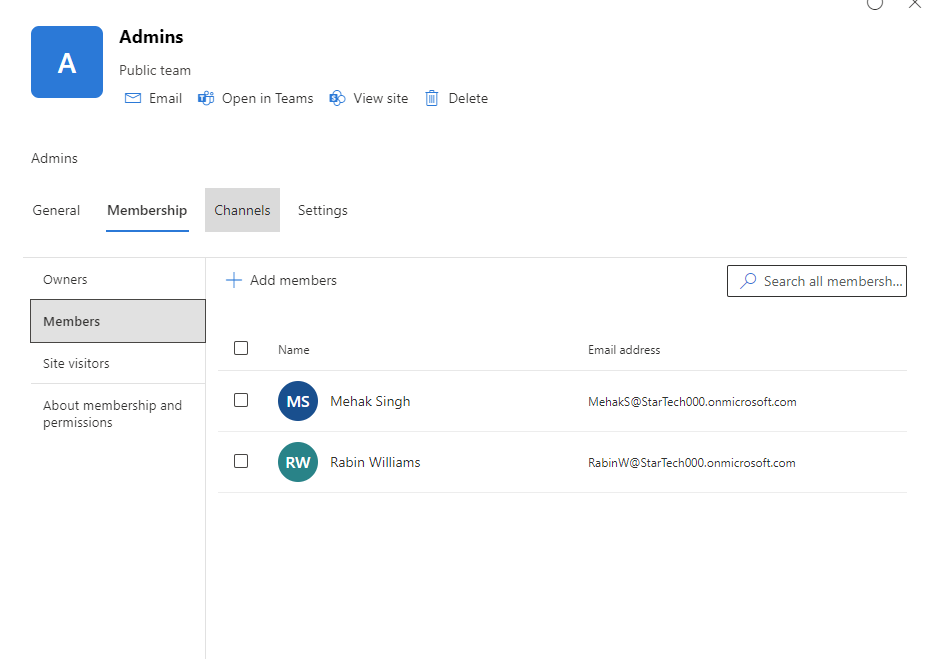 A
Admins
Public team
Email
Open in Teams
View site
Delete
Admins
General
Membership
Channels
Settings
Owners
Members
Site visitors
About membership and
permissions
Add members
Search all membersh...
Name
Email address
MS
Mehak Singh
MehakS@StarTech000.onmicrosoft.com
RW
Rabin Williams
RabinW@StarTech000.onmicrosoft.com